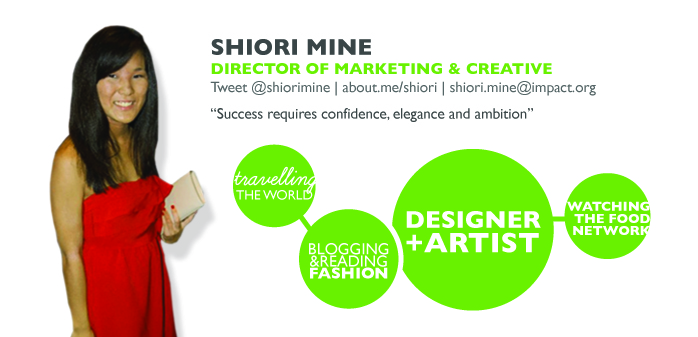 SHIORI MINE
DIRECTOR OF MARKETING & CREATIVE
Tweet @shiorimine | about.me/shiori | shiori.mine@impact.org
“Success requires confidence, elegance and ambition”
travelling
THE WORLD
BLOGGING
&READING
FASHION
DESIGNER
+ARTIST
WATCHING
THE FOOD
NETWORK